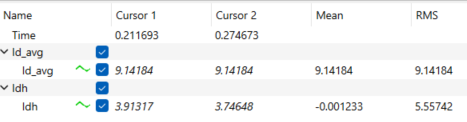 Name Cursor 1 Cursor 2 Mean RMS
Time 0.211693 0.274673
Id_avg
Id_avg 9.14184 9.14184 9.14184 9.14184
Idh
Idh 3.91317 3.74648 -0.001233 5.55742